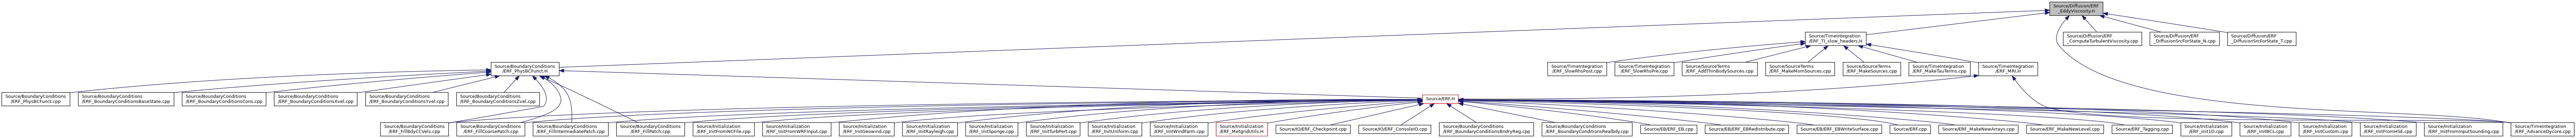 Source/Diffusion/ERF
_EddyViscosity.H
Source/TimeIntegration
/ERF_TI_slow_headers.H
Source/Diffusion/ERF
_ComputeTurbulentViscosity.cpp
Source/Diffusion/ERF
_DiffusionSrcForState_N.cpp
Source/Diffusion/ERF
_DiffusionSrcForState_T.cpp
Source/BoundaryConditions
/ERF_PhysBCFunct.H
Source/TimeIntegration
/ERF_SlowRhsPost.cpp
Source/TimeIntegration
/ERF_SlowRhsPre.cpp
Source/SourceTerms
/ERF_AddThinBodySources.cpp
Source/SourceTerms
/ERF_MakeMomSources.cpp
Source/SourceTerms
/ERF_MakeSources.cpp
Source/TimeIntegration
/ERF_MakeTauTerms.cpp
Source/TimeIntegration
/ERF_MRI.H
Source/BoundaryConditions
/ERF_PhysBCFunct.cpp
Source/BoundaryConditions
/ERF_BoundaryConditionsBaseState.cpp
Source/BoundaryConditions
/ERF_BoundaryConditionsCons.cpp
Source/BoundaryConditions
/ERF_BoundaryConditionsXvel.cpp
Source/BoundaryConditions
/ERF_BoundaryConditionsYvel.cpp
Source/BoundaryConditions
/ERF_BoundaryConditionsZvel.cpp
Source/ERF.H
Source/BoundaryConditions
/ERF_FillBdyCCVels.cpp
Source/BoundaryConditions
/ERF_FillCoarsePatch.cpp
Source/BoundaryConditions
/ERF_FillIntermediatePatch.cpp
Source/BoundaryConditions
/ERF_FillPatch.cpp
Source/Initialization
/ERF_InitFromNCFile.cpp
Source/Initialization
/ERF_InitFromWRFInput.cpp
Source/Initialization
/ERF_InitGeowind.cpp
Source/Initialization
/ERF_InitRayleigh.cpp
Source/Initialization
/ERF_InitSponge.cpp
Source/Initialization
/ERF_InitTurbPert.cpp
Source/Initialization
/ERF_InitUniform.cpp
Source/Initialization
/ERF_InitWindFarm.cpp
Source/Initialization
/ERF_MetgridUtils.H
Source/IO/ERF_Checkpoint.cpp
Source/IO/ERF_ConsoleIO.cpp
Source/BoundaryConditions
/ERF_BoundaryConditionsBndryReg.cpp
Source/BoundaryConditions
/ERF_BoundaryConditionsRealbdy.cpp
Source/EB/ERF_EB.cpp
Source/EB/ERF_EBRedistribute.cpp
Source/EB/ERF_EBWriteSurface.cpp
Source/ERF.cpp
Source/ERF_MakeNewArrays.cpp
Source/ERF_MakeNewLevel.cpp
Source/ERF_Tagging.cpp
Source/Initialization
/ERF_Init1D.cpp
Source/Initialization
/ERF_InitBCs.cpp
Source/Initialization
/ERF_InitCustom.cpp
Source/Initialization
/ERF_InitFromHSE.cpp
Source/Initialization
/ERF_InitFromInputSounding.cpp
Source/TimeIntegration
/ERF_AdvanceDycore.cpp